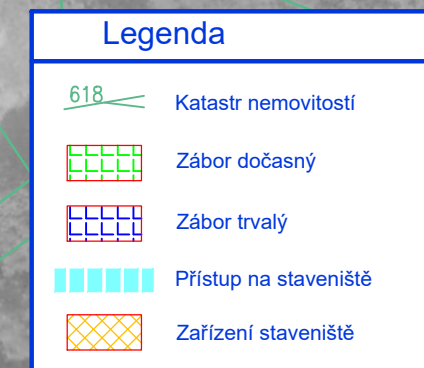 Legenda
618 Katastr nemovitostí
Zábor dočasný
Zábor trvalý
Přístup na staveniště
Zařízení staveniště